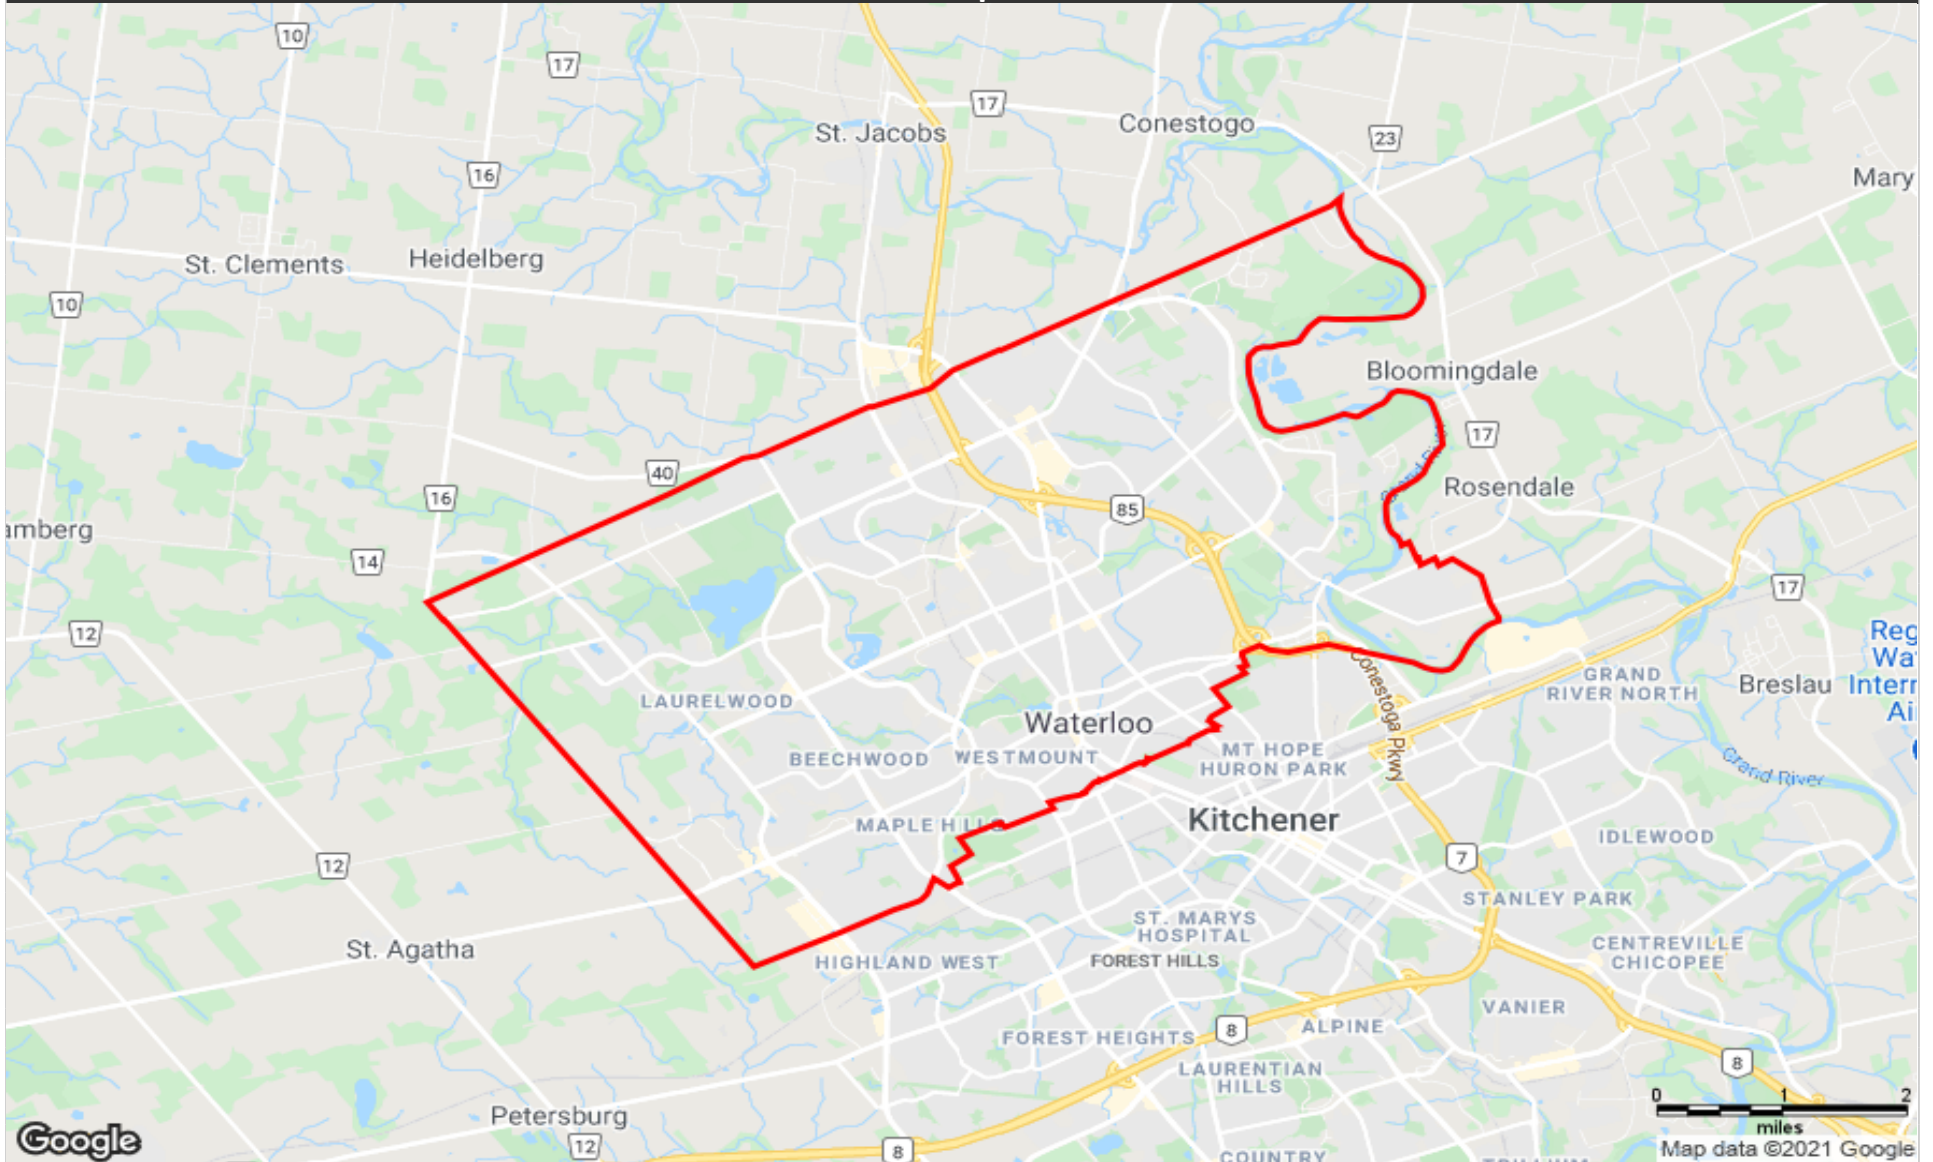 10
17
17
St. Jacobs
Conestogo
23
16
Mary
St. Clements
Heidelberg
10
Bloomingdale
17
40
16
Rosendale
85
amberg
14
17
12
Reg
Wa
Intern
Ai
GRAND
RIVER NORTH
Breslau
LAURELWOOD
Conestoga Pkwy
Waterloo
BEECHWOOD
WESTMOUNT
MT HOPE
HURON PARK
Grand River
MAPLE HILLS
Kitchener
IDLEWOOD
7
12
STANLEY PARK
ST. MARYS
HOSPITAL
St. Agatha
HIGHLAND WEST
FOREST HILLS
CENTREVILLE
CHICOPEE
VANIER
8
ALPINE
FOREST HEIGHTS
LAURENTIAN
HILLS
8
0 1 2
miles
Petersburg
12
8
Google
Map data ©2021 Google
COUNTRY